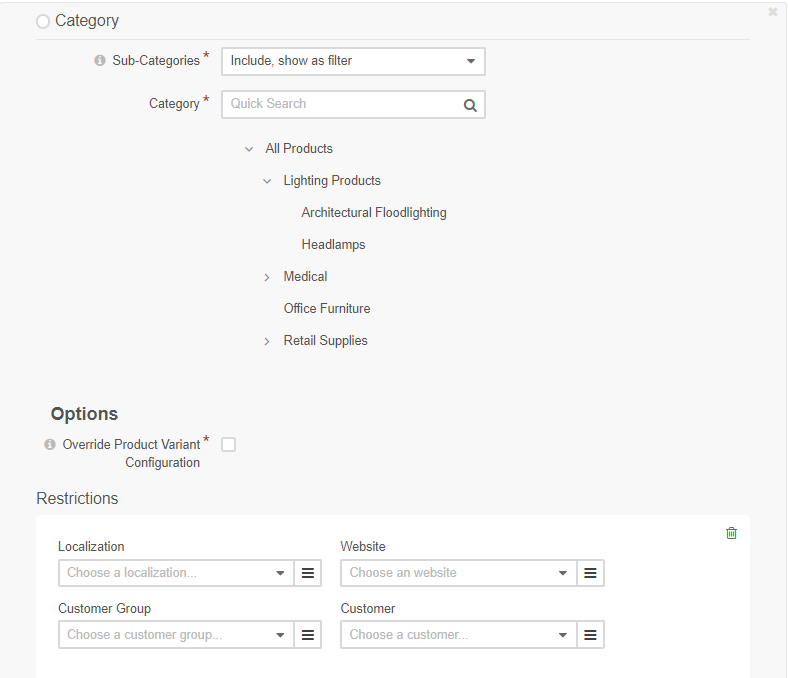 Category
Sub-Categories *
Include, show as filter
Category *
Quick Search
All Products
Lighting Products
Architectural Floodlighting
Headlamps
Medical
Office Furniture
Retail Supplies
Options
Override Product Variant *
Configuration
Restrictions
Localization
Website
Choose a localization...
Choose an website
Customer Group
Customer
Choose a customer group...
Choose a customer...